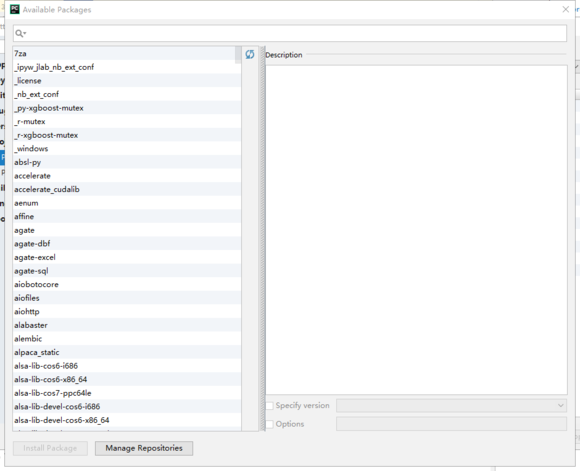 Available Packages
7za
_ipyw_jlab_nb_ext_conf
_license
_nb_ext_conf
_py-xgboost-mutex
_r-mutex
_r-xgboost-mutex
_windows
absl-py
accelerate
accelerate_cudalib
aenum
affine
agate
agate-dbf
agate-excel
agate-sql
aiobotocore
aiofiles
aiohttp
alabaster
alembic
alpaca_static
alsa-lib-cos6-i686
alsa-lib-cos6-x86_64
alsa-lib-cos7-ppc64le
alsa-lib-devel-cos6-i686
alsa-lib-devel-cos6-x86_64
Description
Specify version
Options
Install Package
Manage Repositories